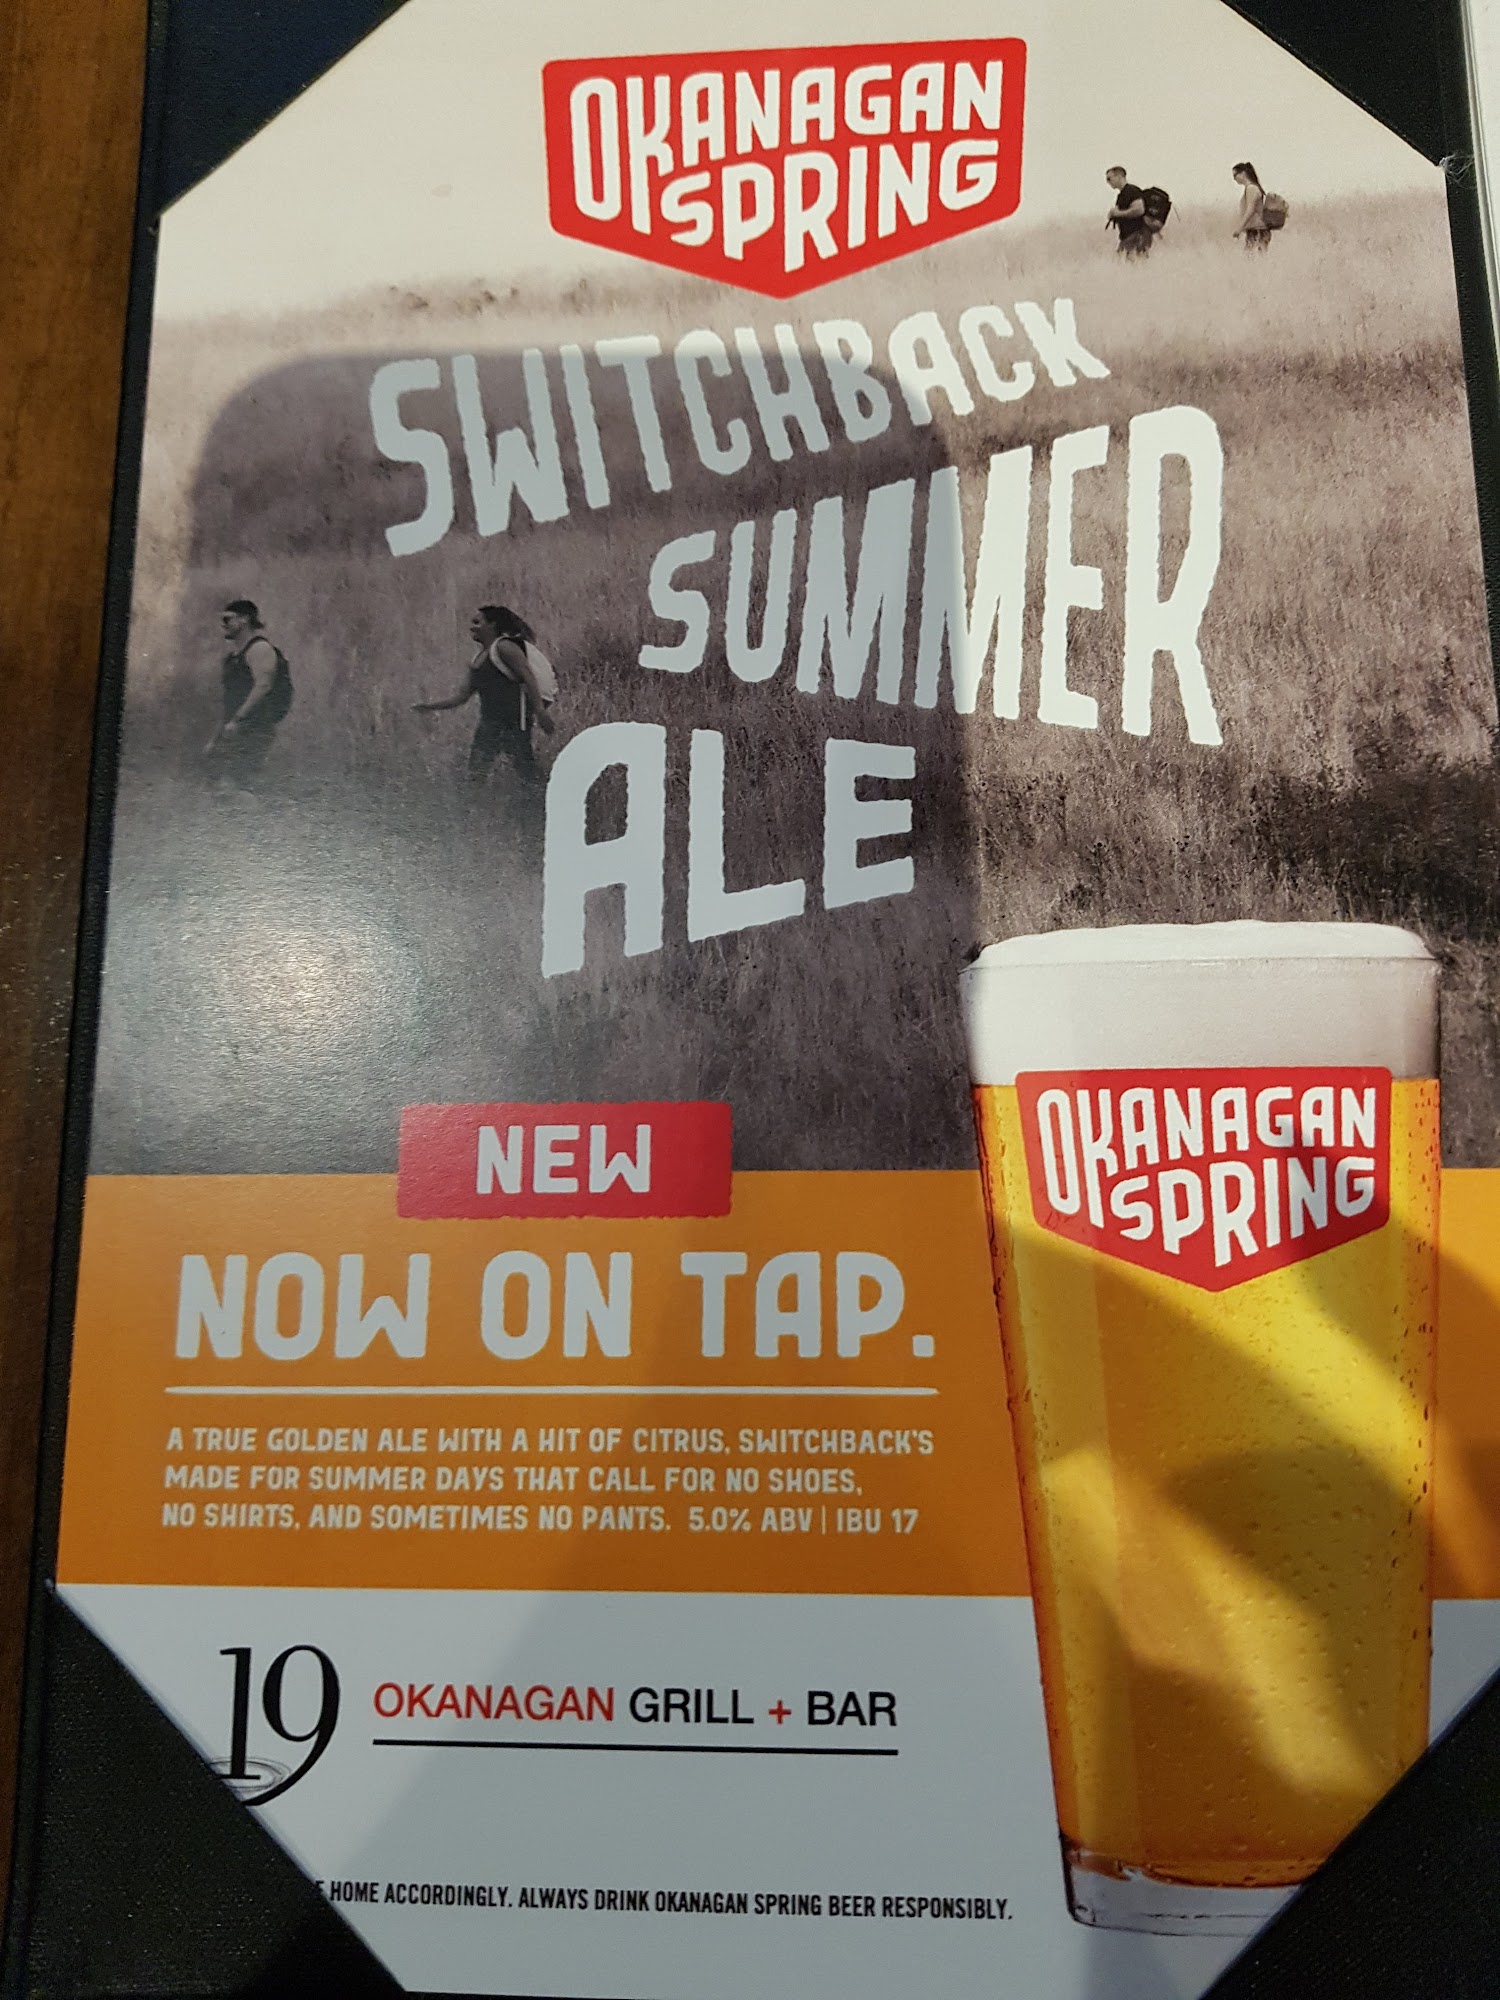 OKANAGAN
SPRING
SWITCHBACK
SUMMER
ALE
NEW
NOW ON TAP.
A TRUE GOLDEN ALE WITH A HIT OF CITRUS, SWITCHBACK'S
MADE FOR SUMMER DAYS THAT CALL FOR NO SHOES,
NO SHIRTS, AND SOMETIMES NO PANTS. 5.0% ABV | IBU 17
OKANAGAN
SPRING
19
OKANAGAN GRILL + BAR
HOME ACCORDINGLY. ALWAYS DRINK OKANAGAN SPRING BEER RESPONSIBLY.